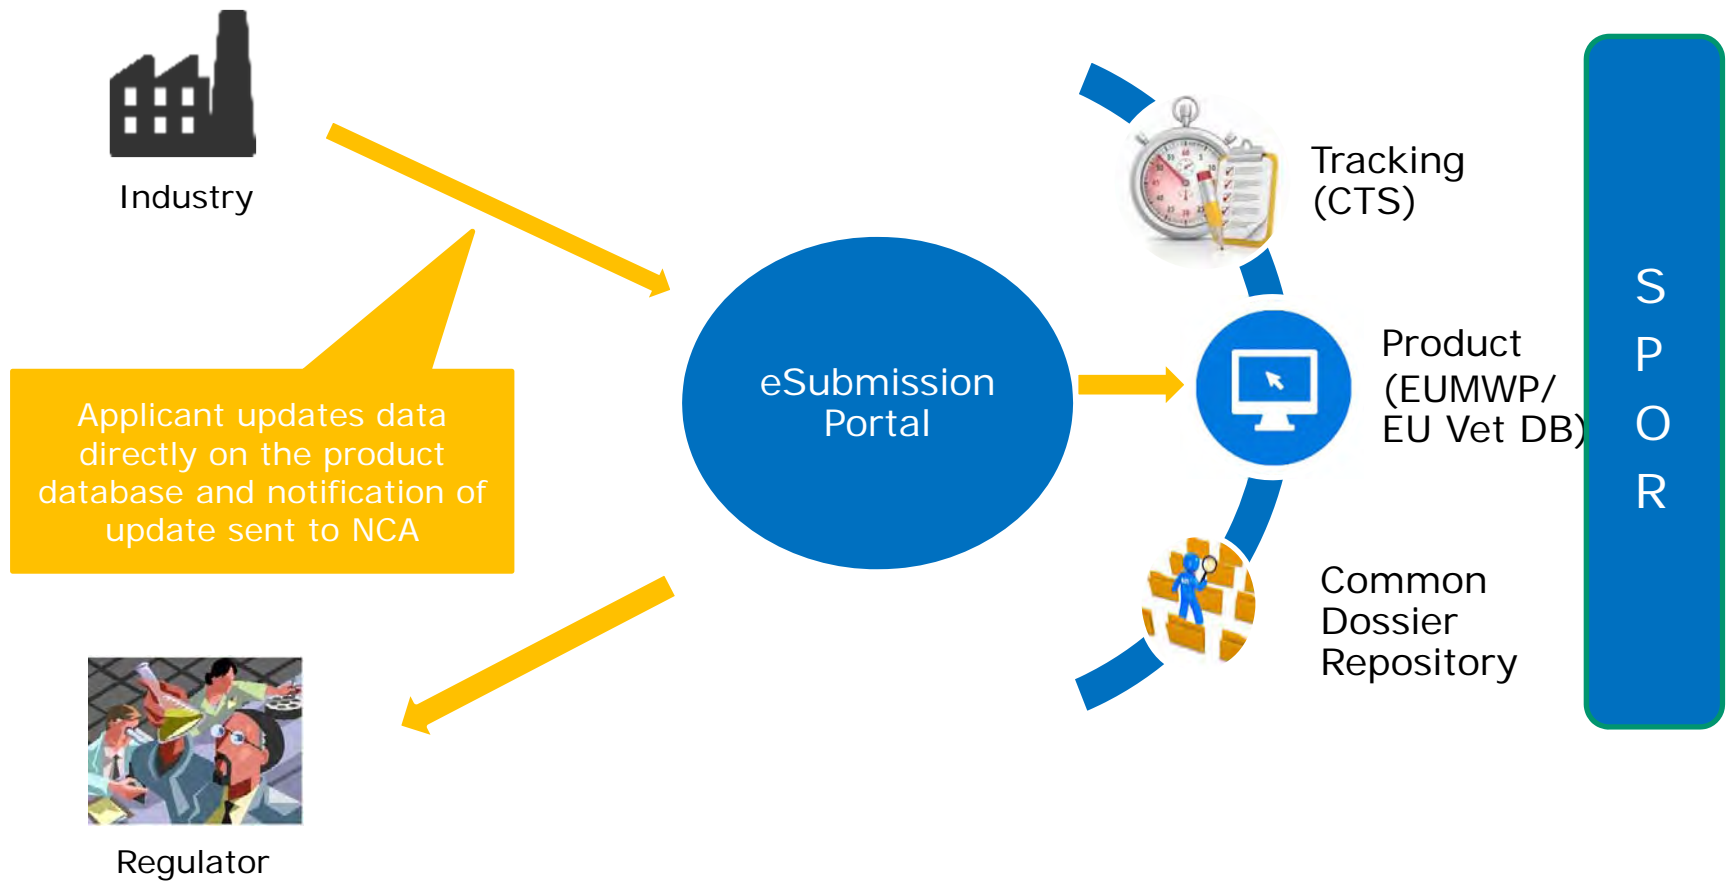 Industry
Applicant updates data
directly on the product
database and notification of
update sent to NCA
Regulator
eSubmission
Portal
Tracking
(CTS)
Product
(EUMWP/
EU Vet DB)
Common
Dossier
Repository
S
P
O
R